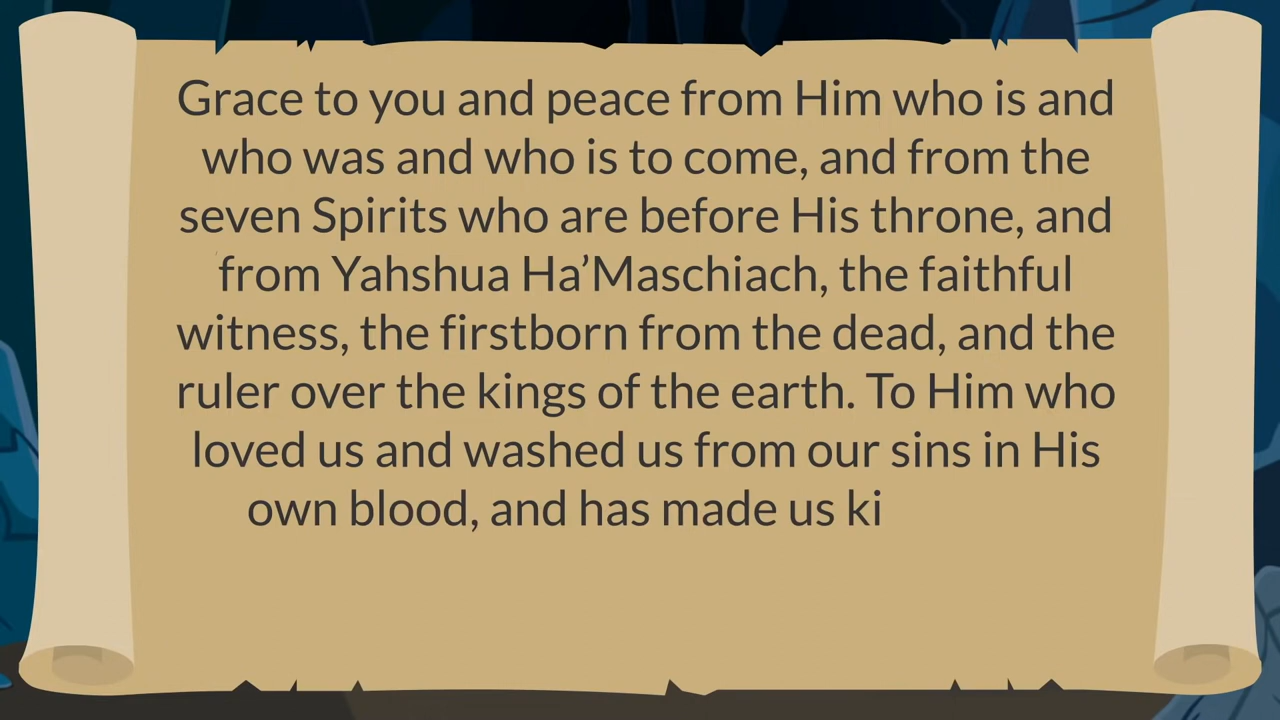 Grace to you and peace from Him who is and
who was and who is to come, and from the
seven Spirits who are before His throne, and
from Yahshua Ha’Maschiach, the faithful
witness, the firstborn from the dead, and the
ruler over the kings of the earth. To Him who
loved us and washed us from our sins in His
own blood, and has made us ki